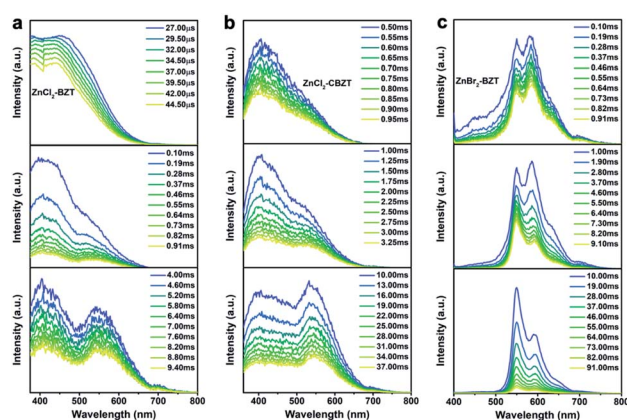 a
Intensity (a.u.)
ZnCl2-BZT
27.00μs
29.50μs
32.00μs
34.50μs
37.00μs
39.50μs
42.00μs
44.50μs
Intensity (a.u.)
0.10ms
0.19ms
0.28ms
0.37ms
0.46ms
0.55ms
0.64ms
0.73ms
0.82ms
0.91ms
Intensity (a.u.)
4.00ms
4.60ms
5.20ms
5.80ms
6.40ms
7.00ms
7.60ms
8.20ms
8.80ms
9.40ms
400 500 600 700 800
Wavelength (nm)
b
Intensity (a.u.)
ZnCl2-CBZT
0.50ms
0.55ms
0.60ms
0.65ms
0.70ms
0.75ms
0.80ms
0.85ms
0.90ms
0.95ms
Intensity (a.u.)
1.00ms
1.25ms
1.50ms
1.75ms
2.00ms
2.25ms
2.50ms
2.75ms
3.00ms
3.25ms
Intensity (a.u.)
10.00ms
13.00ms
16.00ms
19.00ms
22.00ms
25.00ms
28.00ms
31.00ms
34.00ms
37.00ms
400 500 600 700 800
Wavelength (nm)
c
Intensity (a.u.)
ZnBr2-BZT
0.10ms
0.19ms
0.28ms
0.37ms
0.46ms
0.55ms
0.64ms
0.73ms
0.82ms
0.91ms
Intensity (a.u.)
1.00ms
1.90ms
2.80ms
3.70ms
4.60ms
5.50ms
6.40ms
7.30ms
8.20ms
9.10ms
Intensity (a.u.)
10.00ms
19.00ms
28.00ms
37.00ms
46.00ms
55.00ms
64.00ms
73.00ms
82.00ms
91.00ms
400 500 600 700 800
Wavelength (nm)